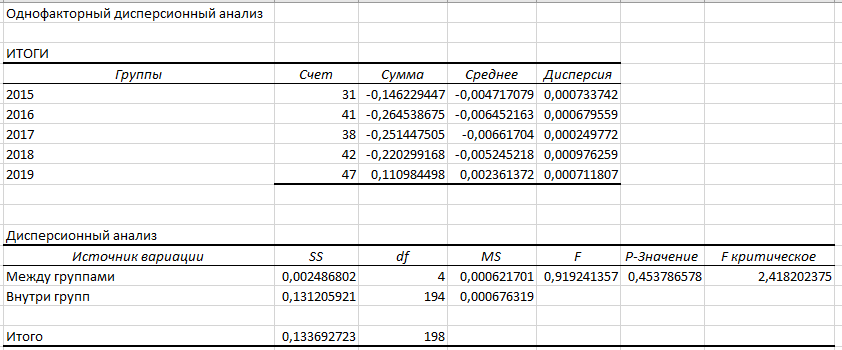 Однофакторный дисперсионный анализ
ИТОГИ
Группы Счет Сумма Среднее Дисперсия
2015 31 -0,146229447 -0,004717079 0,000733742
2016 41 -0,264538675 -0,006452163 0,000679559
2017 38 -0,251447505 -0,00661704 0,000249772
2018 42 -0,220299168 -0,005245218 0,000976259
2019 47 0,110984498 0,002361372 0,000711807
Дисперсионный анализ
Источник вариации SS df MS F P-Значение F критическое
Между группами 0,002486802 4 0,000621701 0,919241357 0,453786578 2,418202375
Внутри групп 0,131205921 194 0,000676319
Итого 0,133692723 198